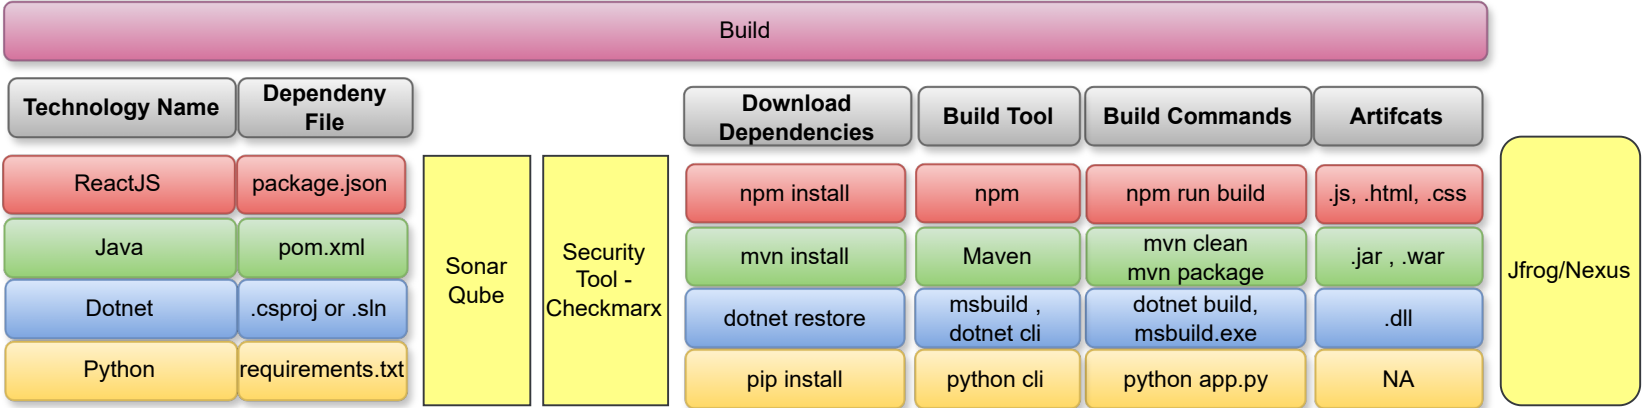 Build
Technology Name
Dependeny
File
Download
Dependencies
Build Tool
Build Commands
Artifcats
ReactJS
package.json
npm install
npm
npm run build
.js, .html, .css
Java
pom.xml
mvn install
Maven
mvn clean
mvn package
.jar , .war
Dotnet
.csproj or .sln
dotnet restore
msbuild ,
dotnet cli
dotnet build,
msbuild.exe
.dll
Python
requirements.txt
pip install
python cli
python app.py
NA
Sonar
Qube
Security
Tool -
Checkmarx
Jfrog/Nexus